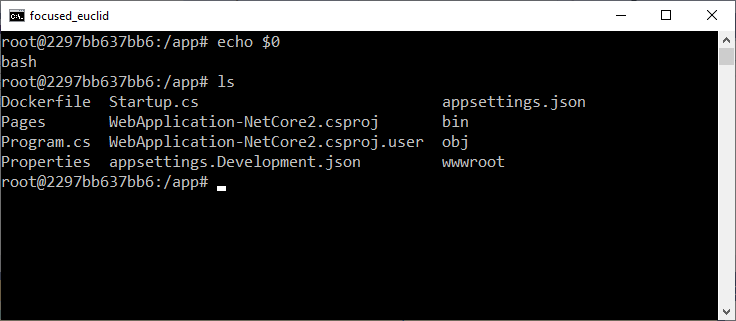 focused_euclid
root@2297bb637bb6:/app# echo $0
bash
root@2297bb637bb6:/app# ls
Dockerfile  Startup.cs                           appsettings.json
Pages       WebApplication-NetCore2.csproj       bin
Program.cs  WebApplication-NetCore2.csproj.user  obj
Properties  appsettings.Development.json         wwwroot
root@2297bb637bb6:/app#